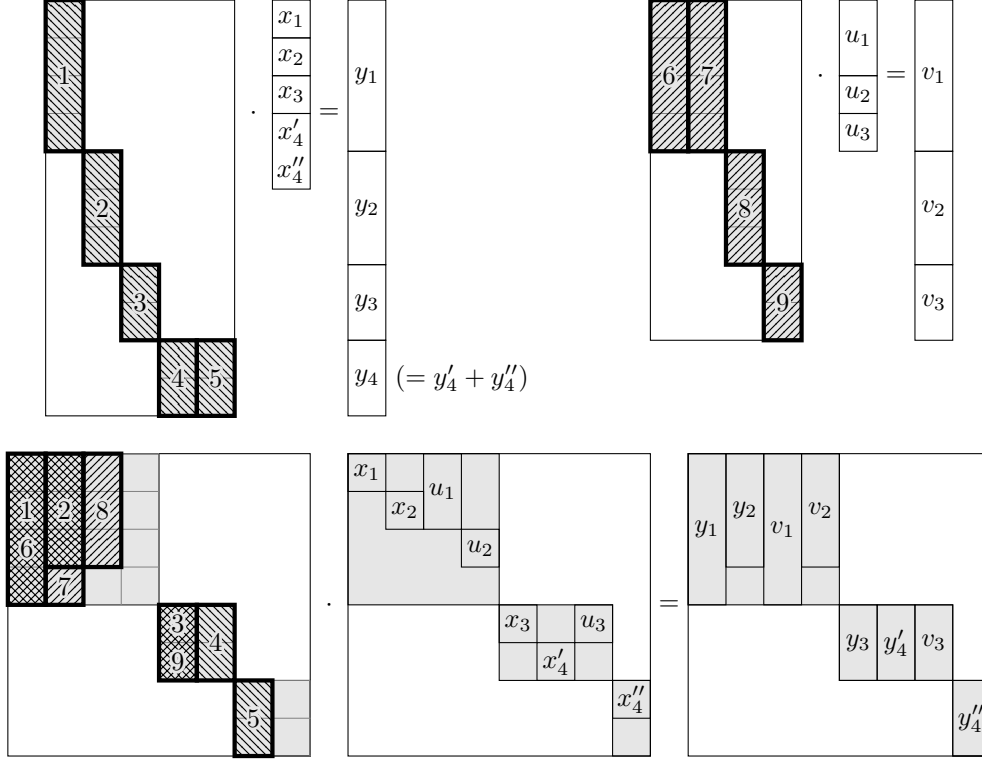 1
2
3
4 5
·
x_1
x_2
x_3
x'_4
x''_4
=
y_1
y_2
y_3
y_4 (= y'_4 + y''_4)
6 7
8
9
·
u_1
u_2
u_3
=
v_1
v_2
v_3
1 2 8
6
7
3 4
9
5
·
x_1 u_1
x_2
u_2
x_3 u_3
x'_4
x''_4
=
y_1 y_2 v_1 v_2
y_3 y'_4 v_3
y''_4